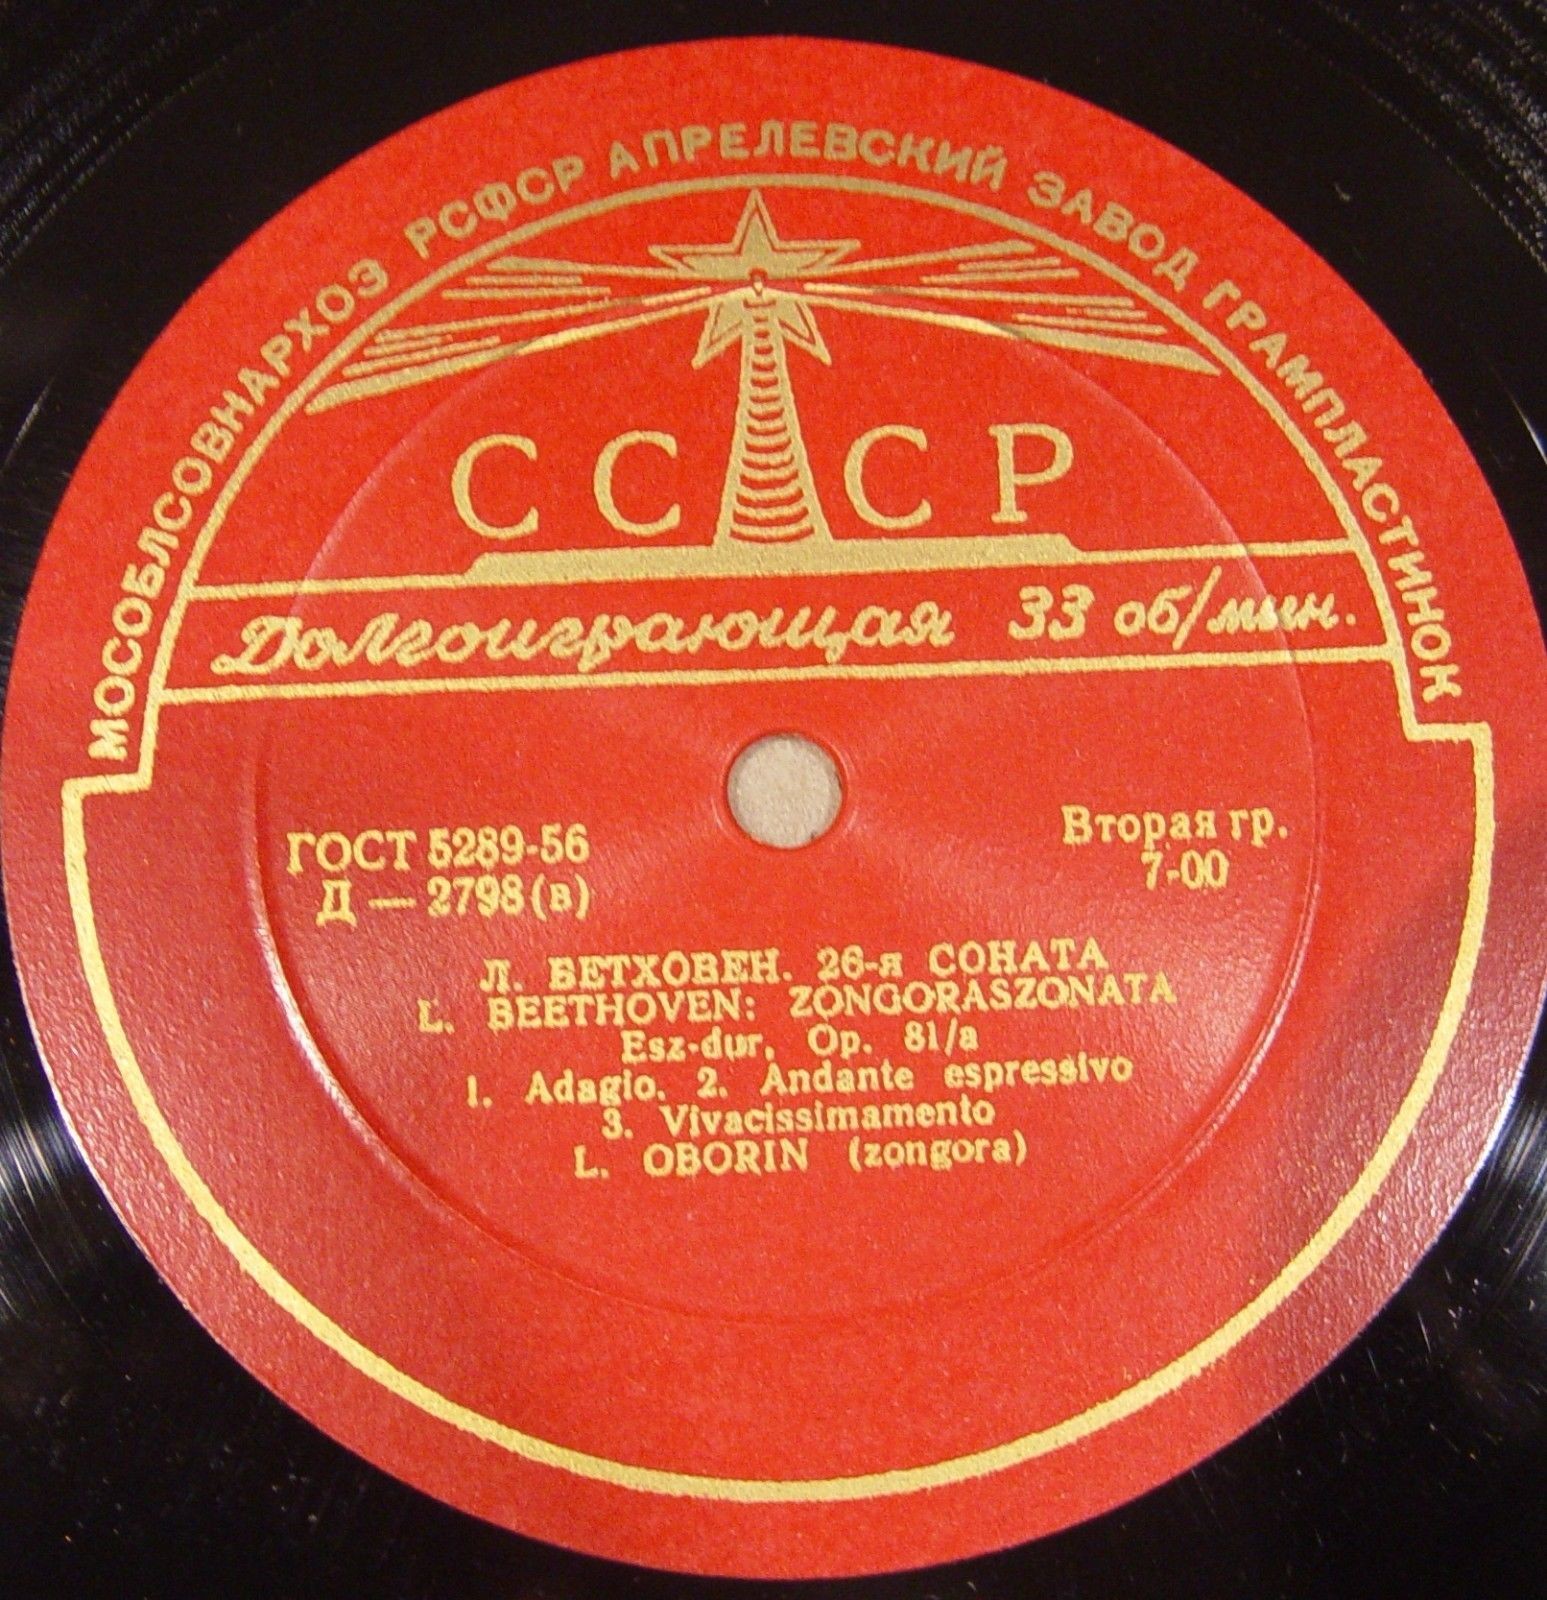 МОСОБЛСОВНАРХОЗ РСФСР АПРЕЛЕВСКИЙ ЗАВОД ГРАМПЛАСТИНОК
СССР
Долгоиграющая 33 об/мин.
ГОСТ 5289-56
Д — 2798 (в)
Вторая гр.
7-00
Л. БЕТХОВЕН. 26-я СОНАТА
L. BEETHOVEN: ZONGORASZONATA
Esz-dur, Op. 81/a
1. Adagio. 2. Andante espressivo
3. Vivacissimamento
L. OBORIN (zongora)